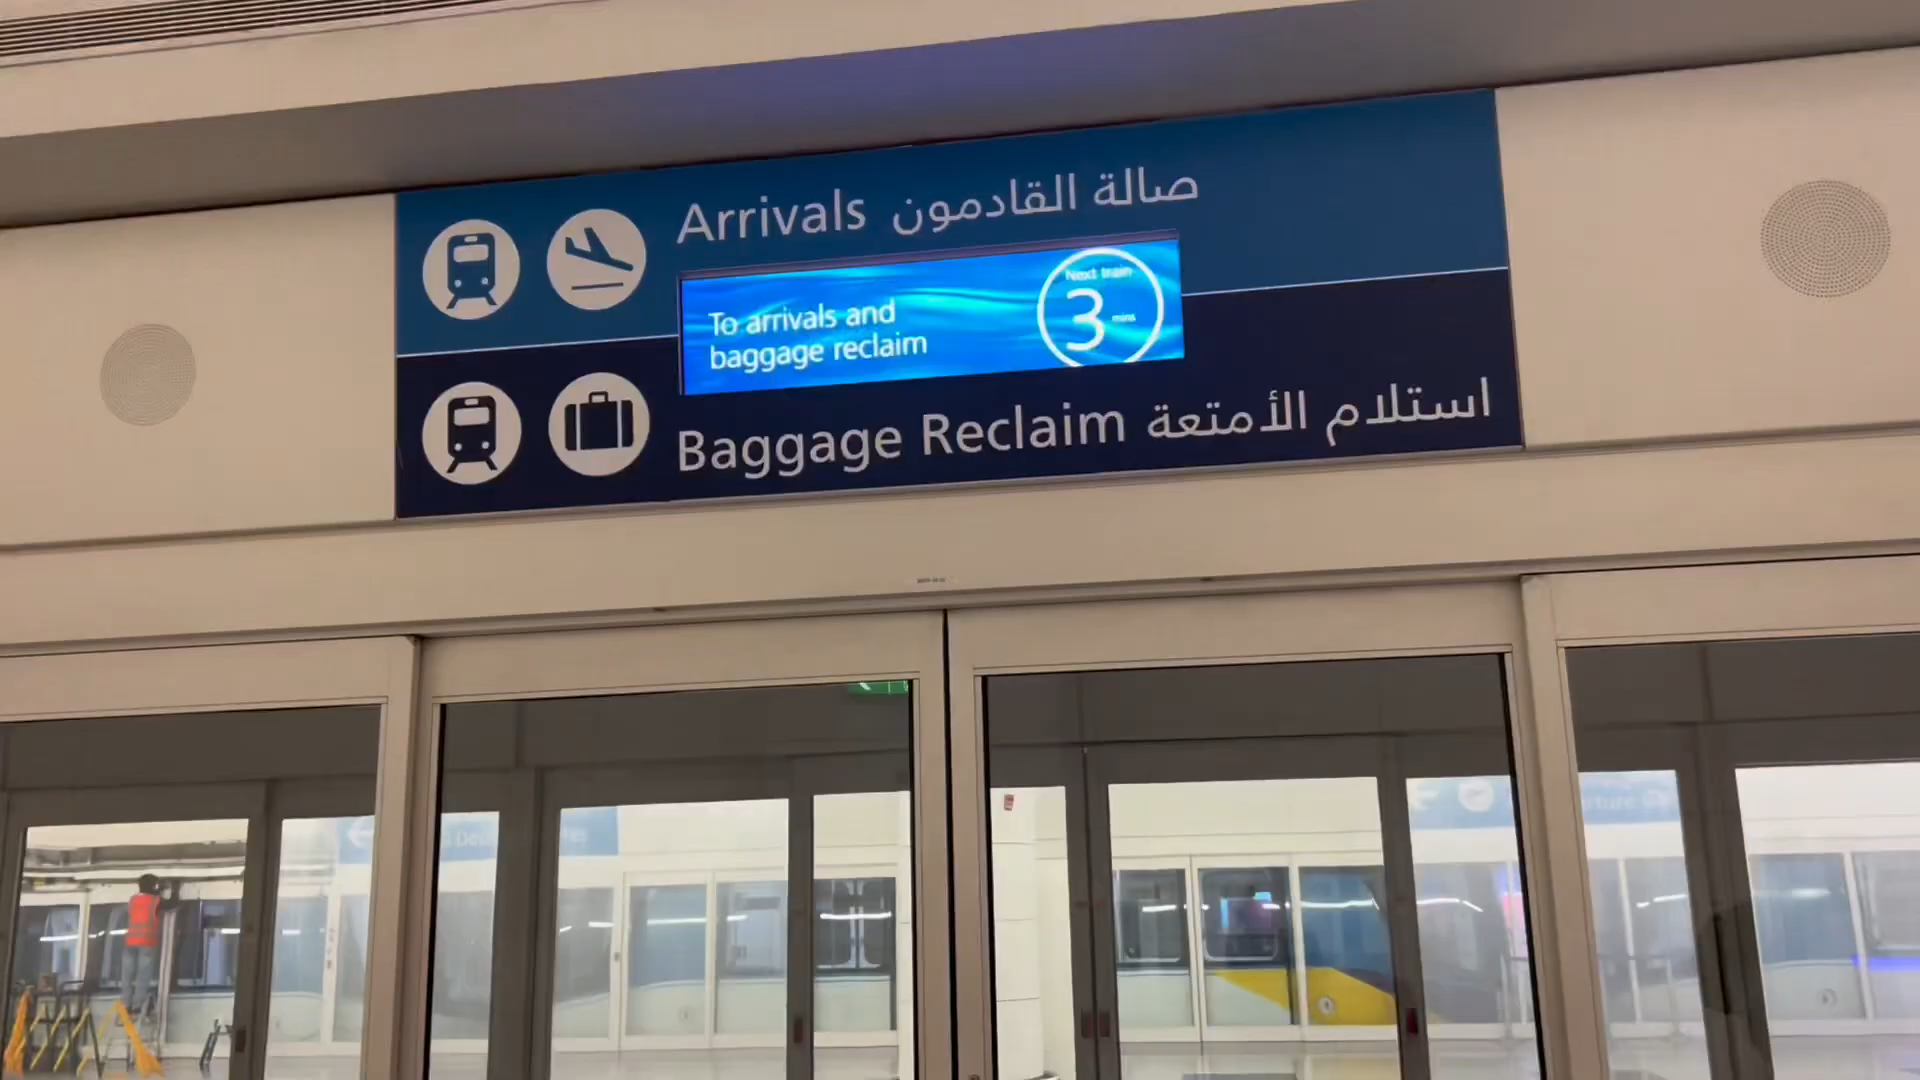 Arrivals صالة القادمون
To arrivals and
baggage reclaim
Next train
3 mins
Baggage Reclaim استلام الأمتعة